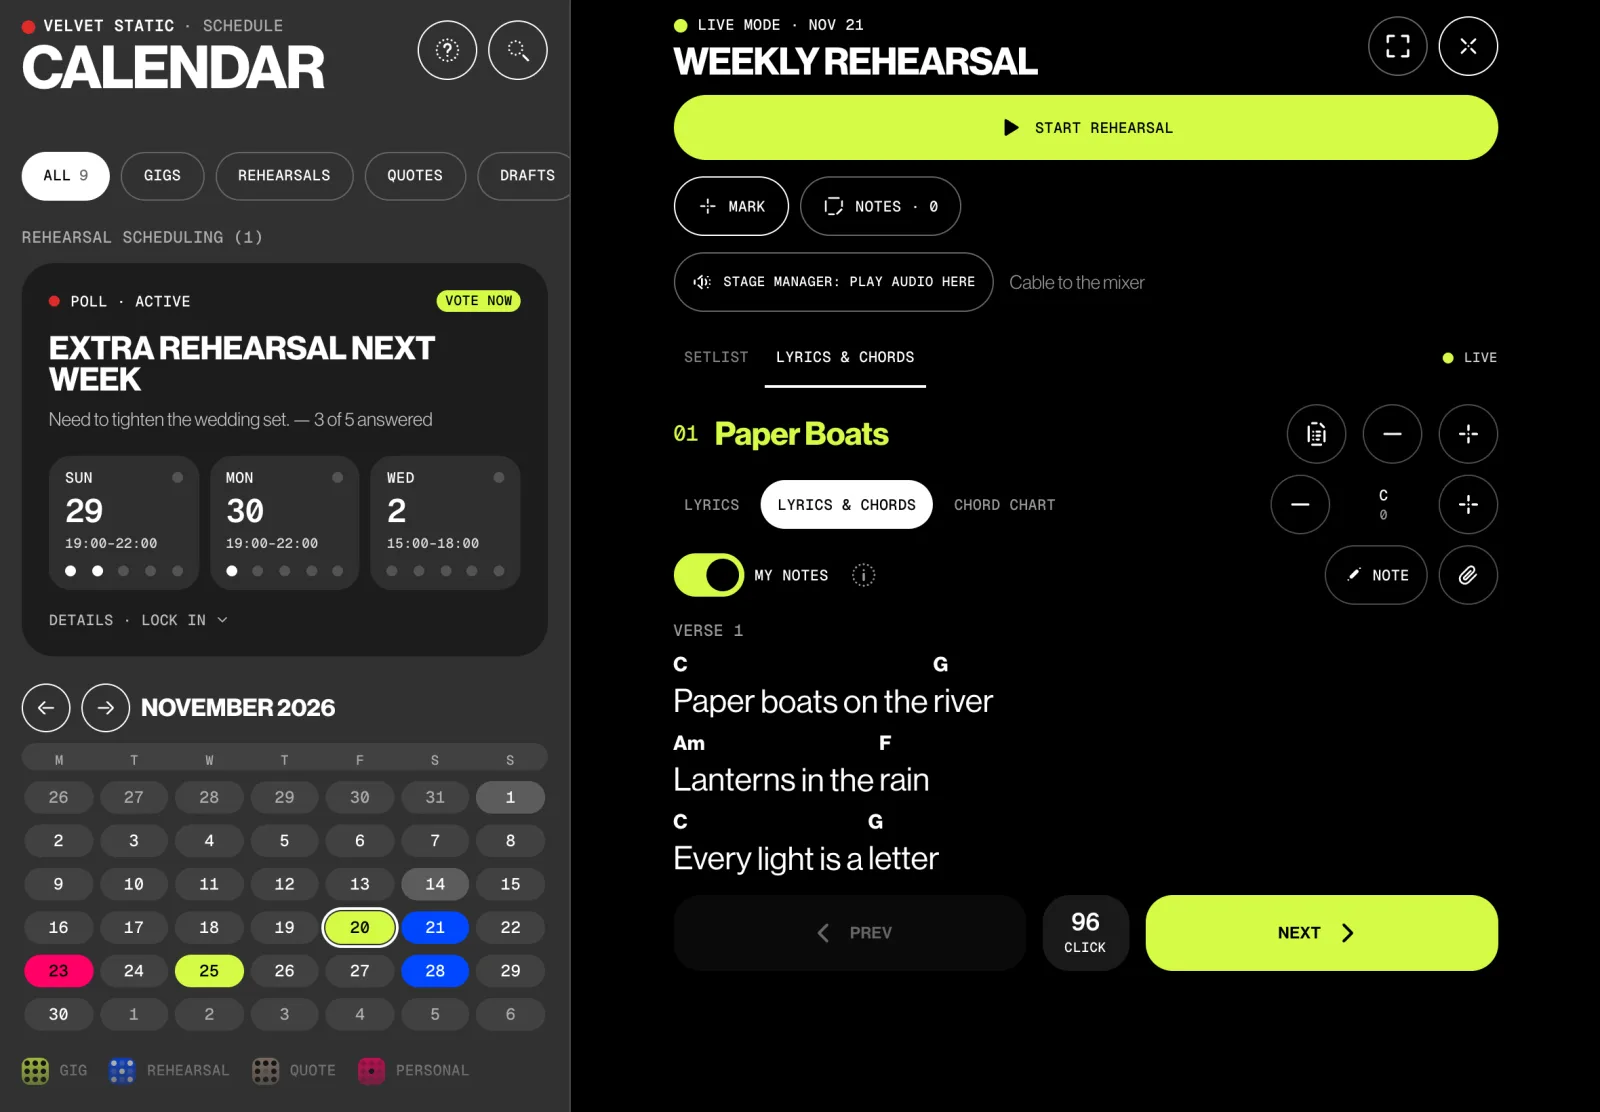 VELVET STATIC · SCHEDULE
CALENDAR
ALL 9
GIGS
REHEARSALS
QUOTES
DRAFTS
REHEARSAL SCHEDULING (1)
POLL · ACTIVE
VOTE NOW
EXTRA REHEARSAL NEXT
WEEK
Need to tighten the wedding set. — 3 of 5 answered
SUN
29
19:00–22:00
MON
30
19:00–22:00
WED
2
15:00–18:00
DETAILS · LOCK IN
NOVEMBER 2026
M T W T F S S
26 27 28 29 30 31 1
2 3 4 5 6 7 8
9 10 11 12 13 14 15
16 17 18 19 20 21 22
23 24 25 26 27 28 29
30 1 2 3 4 5 6
GIG REHEARSAL QUOTE PERSONAL
LIVE MODE · NOV 21
WEEKLY REHEARSAL
START REHEARSAL
MARK
NOTES · 0
STAGE MANAGER: PLAY AUDIO HERE
Cable to the mixer
SETLIST
LYRICS & CHORDS
LIVE
01 Paper Boats
LYRICS
LYRICS & CHORDS
CHORD CHART
C
0
MY NOTES
NOTE
VERSE 1
C G
Paper boats on the river
Am F
Lanterns in the rain
C G
Every light is a letter
PREV
96
CLICK
NEXT